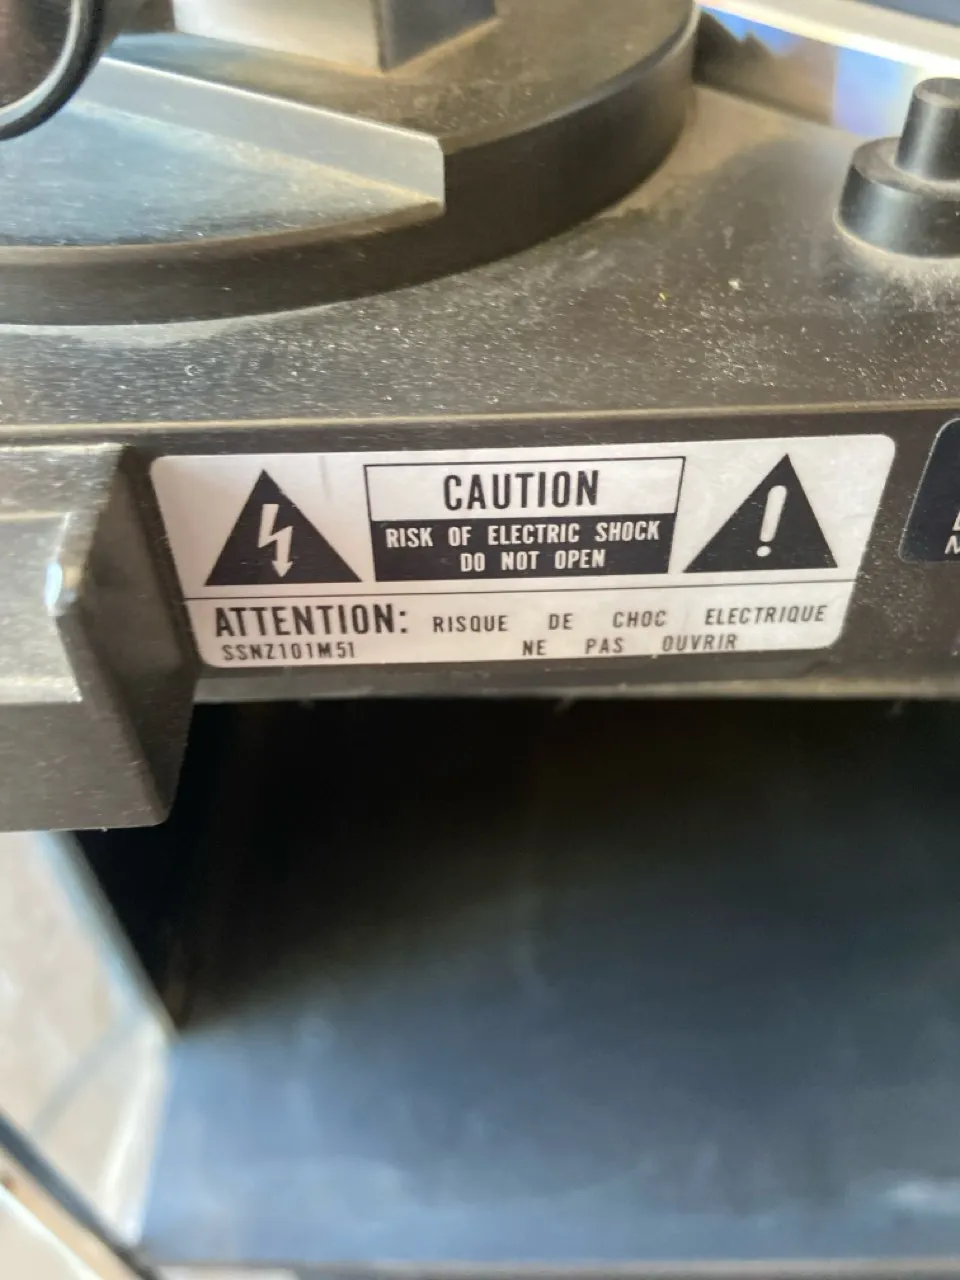 CAUTION
RISK OF ELECTRIC SHOCK
DO NOT OPEN
ATTENTION: RISQUE DE CHOC ELECTRIQUE
SSNZ101M51 NE PAS OUVRIR